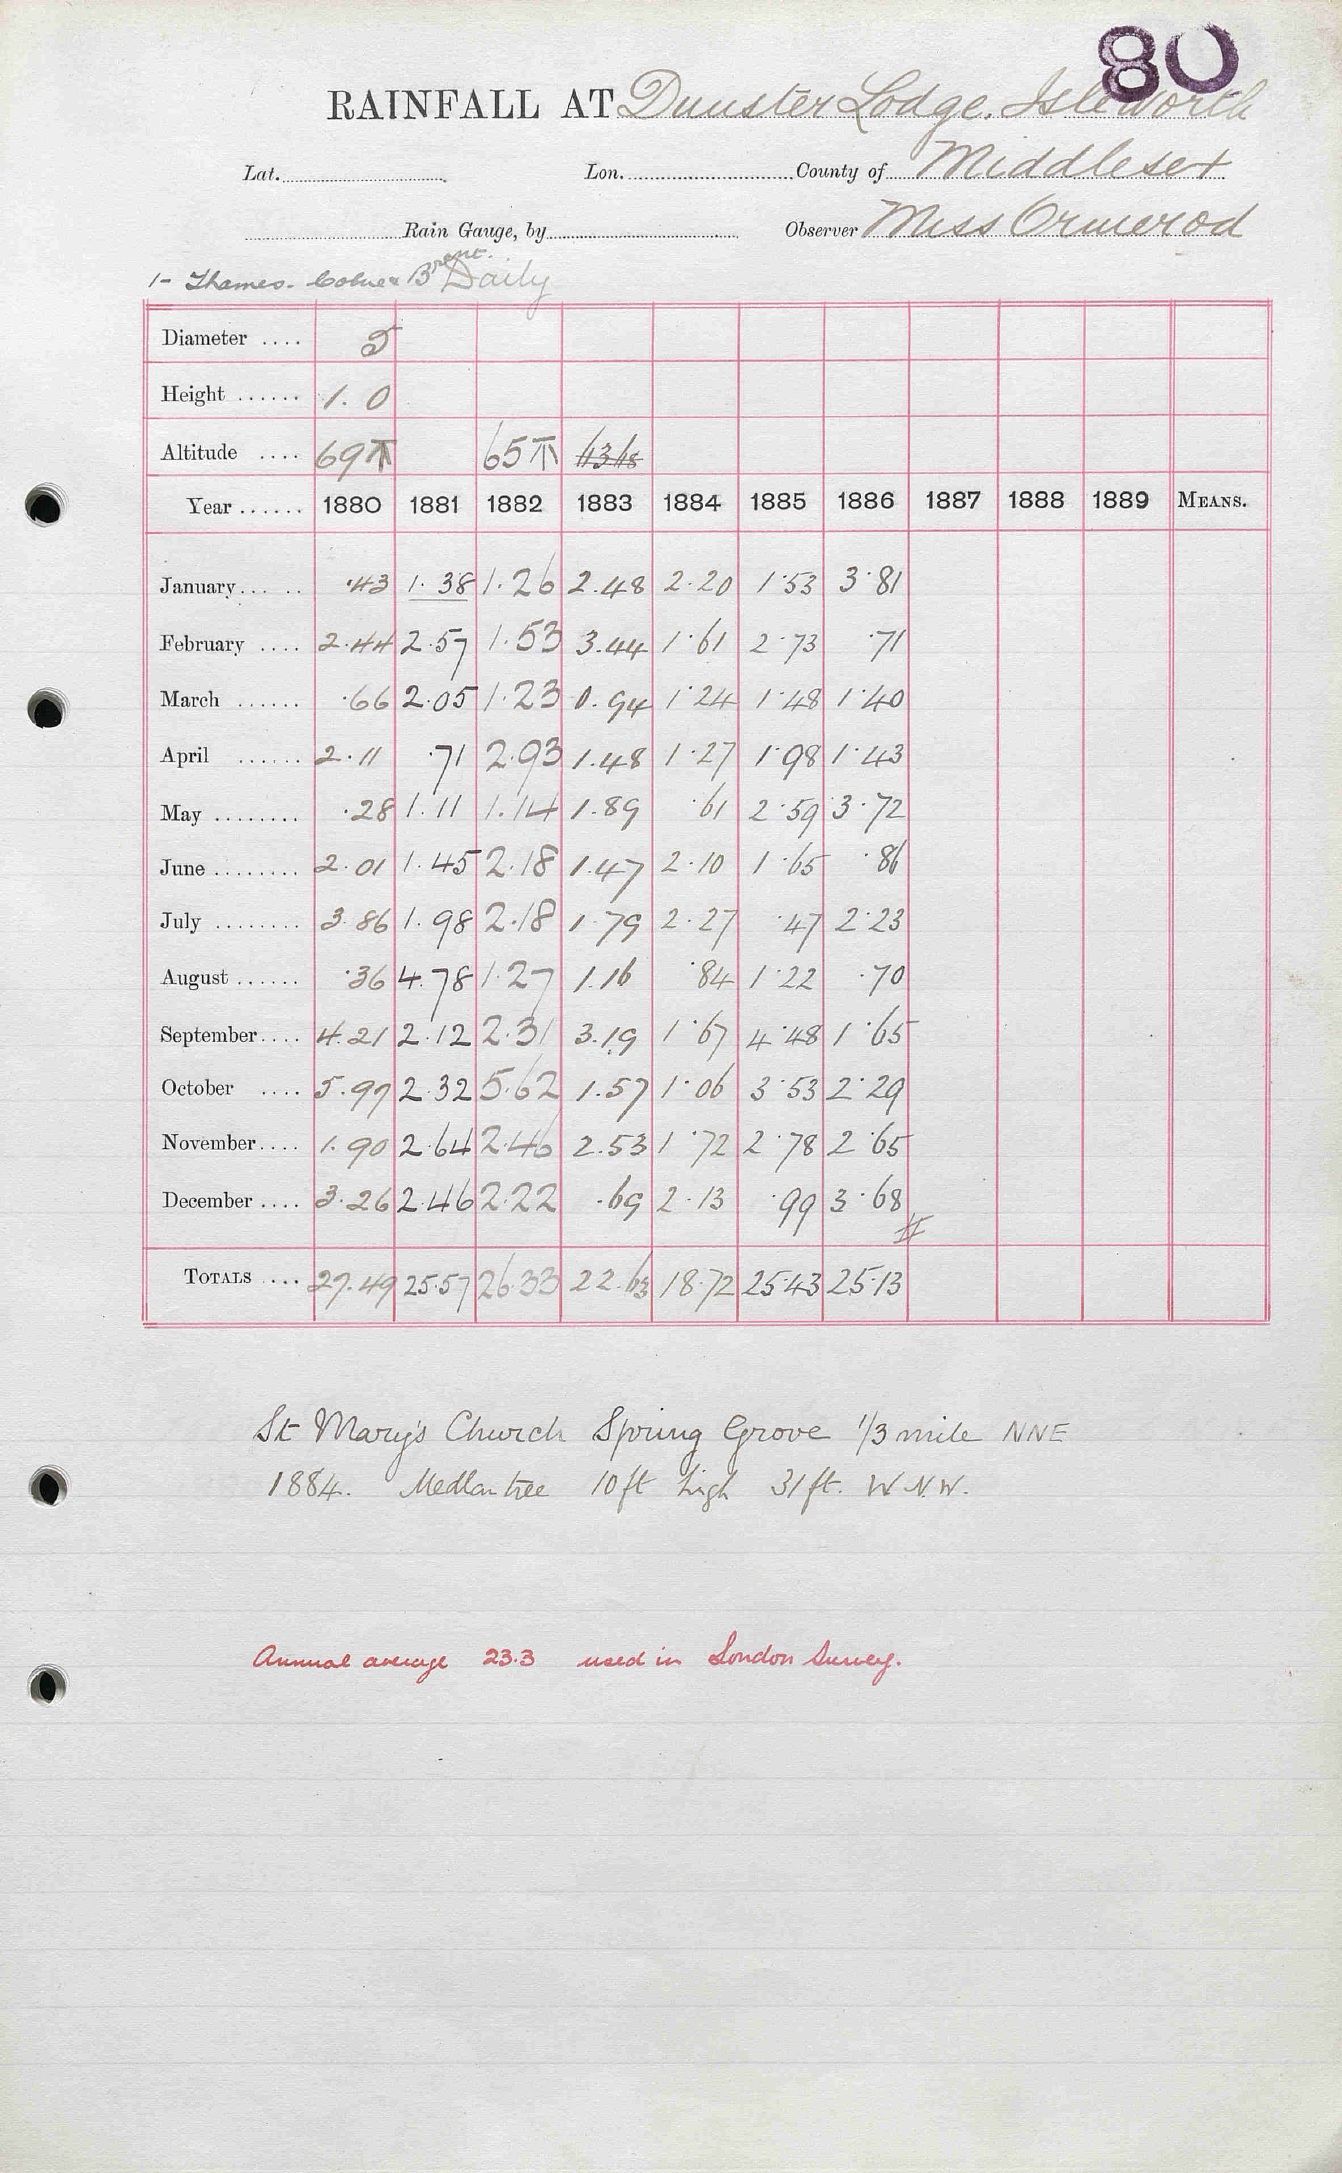 80
RAINFALL AT Dunster Lodge. Isleworth
Lat. Lon. County of Middlesex
Rain Gauge, by Observer Miss Ormerod
1- Thames. Colne & Brent. Daily
Diameter .... 5
Height ...... 1. 0
Altitude .... 69 65
Year ...... 1880 1881 1882 1883 1884 1885 1886 1887 1888 1889 MEANS.
January ... .. .43 1.38 1.26 2.48 2.20 1.53 3.81
February .... 2.44 2.57 1.53 3.44 1.61 2.73 .71
March ...... .66 2.05 1.23 0.94 1.24 1.48 1.40
April ...... 2.11 .71 2.93 1.48 1.27 1.98 1.43
May ........ .28 1.11 1.14 1.89 .61 2.59 3.72
June ........ 2.01 1.45 2.18 1.47 2.10 1.65 .86
July ........ 3.86 1.98 2.18 1.79 2.27 .47 2.23
August ...... .36 4.78 1.27 1.16 .84 1.22 .70
September .... 4.21 2.12 2.31 3.19 1.67 4.48 1.65
October .... 5.97 2.32 5.62 1.57 1.06 3.53 2.29
November .... 1.90 2.64 2.46 2.53 1.72 2.78 2.65
December .... 3.26 2.46 2.22 .69 2.13 .99 3.68
TOTALS .... 27.49 25.57 26.33 22.63 18.72 25.43 25.13
St Mary's Church Spring Grove 1/3 mile NNE
1884. Medlar tree 10ft high 31ft. W.N.W.
Annual average 23.3 used in London Survey.